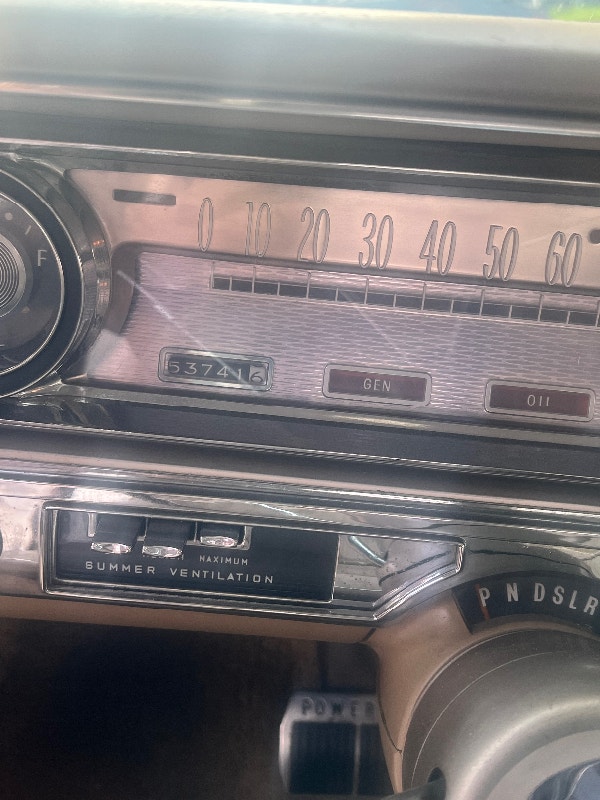 0 10 20 30 40 50 60
F
537416
GEN
OIL
MAXIMUM
SUMMER VENTILATION
P N D S L R
POWER